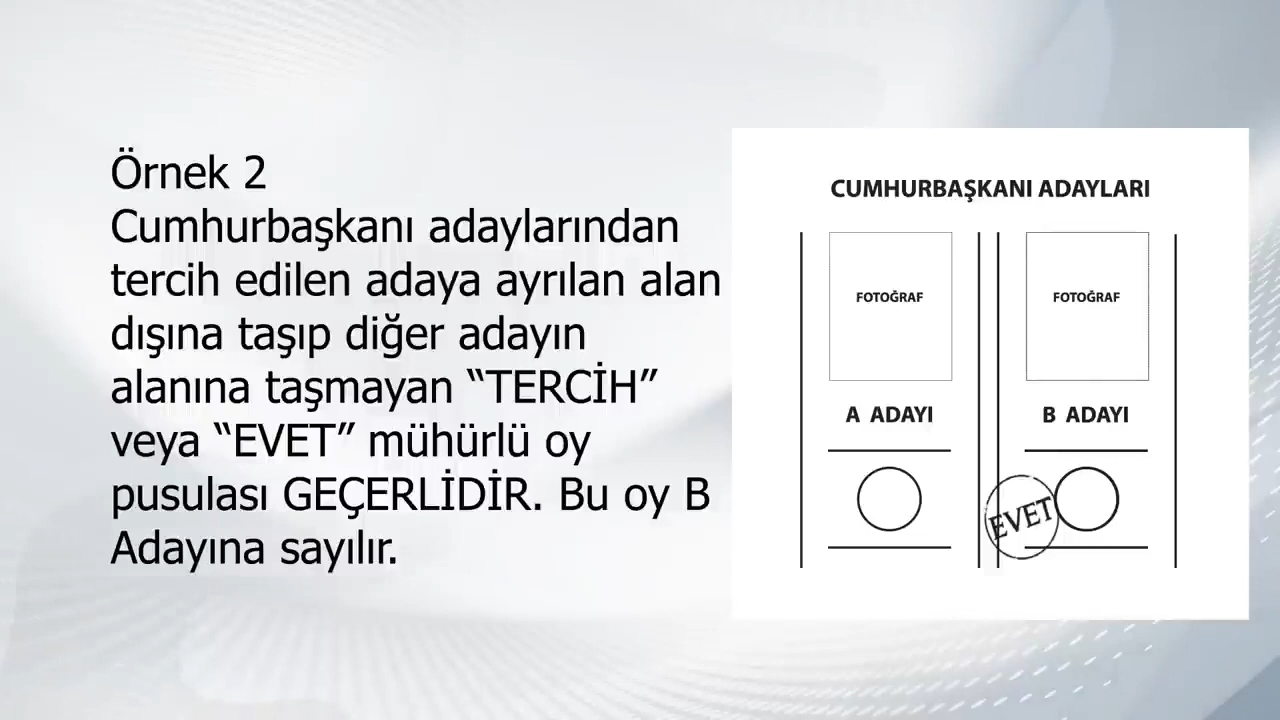 Örnek 2
Cumhurbaşkanı adaylarından
tercih edilen adaya ayrılan alan
dışına taşıp diğer adayın
alanına taşmayan “TERCİH”
veya “EVET” mühürlü oy
pusulası GEÇERLİDİR. Bu oy B
Adayına sayılır.
CUMHURBAŞKANI ADAYLARI
FOTOĞRAF
FOTOĞRAF
A ADAYI
B ADAYI
EVET